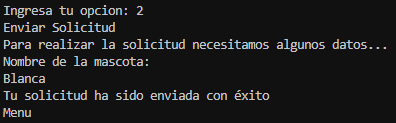 Ingresa tu opcion: 2
Enviar Solicitud
Para realizar la solicitud necesitamos algunos datos...
Nombre de la mascota:
Blanca
Tu solicitud ha sido enviada con éxito
Menu